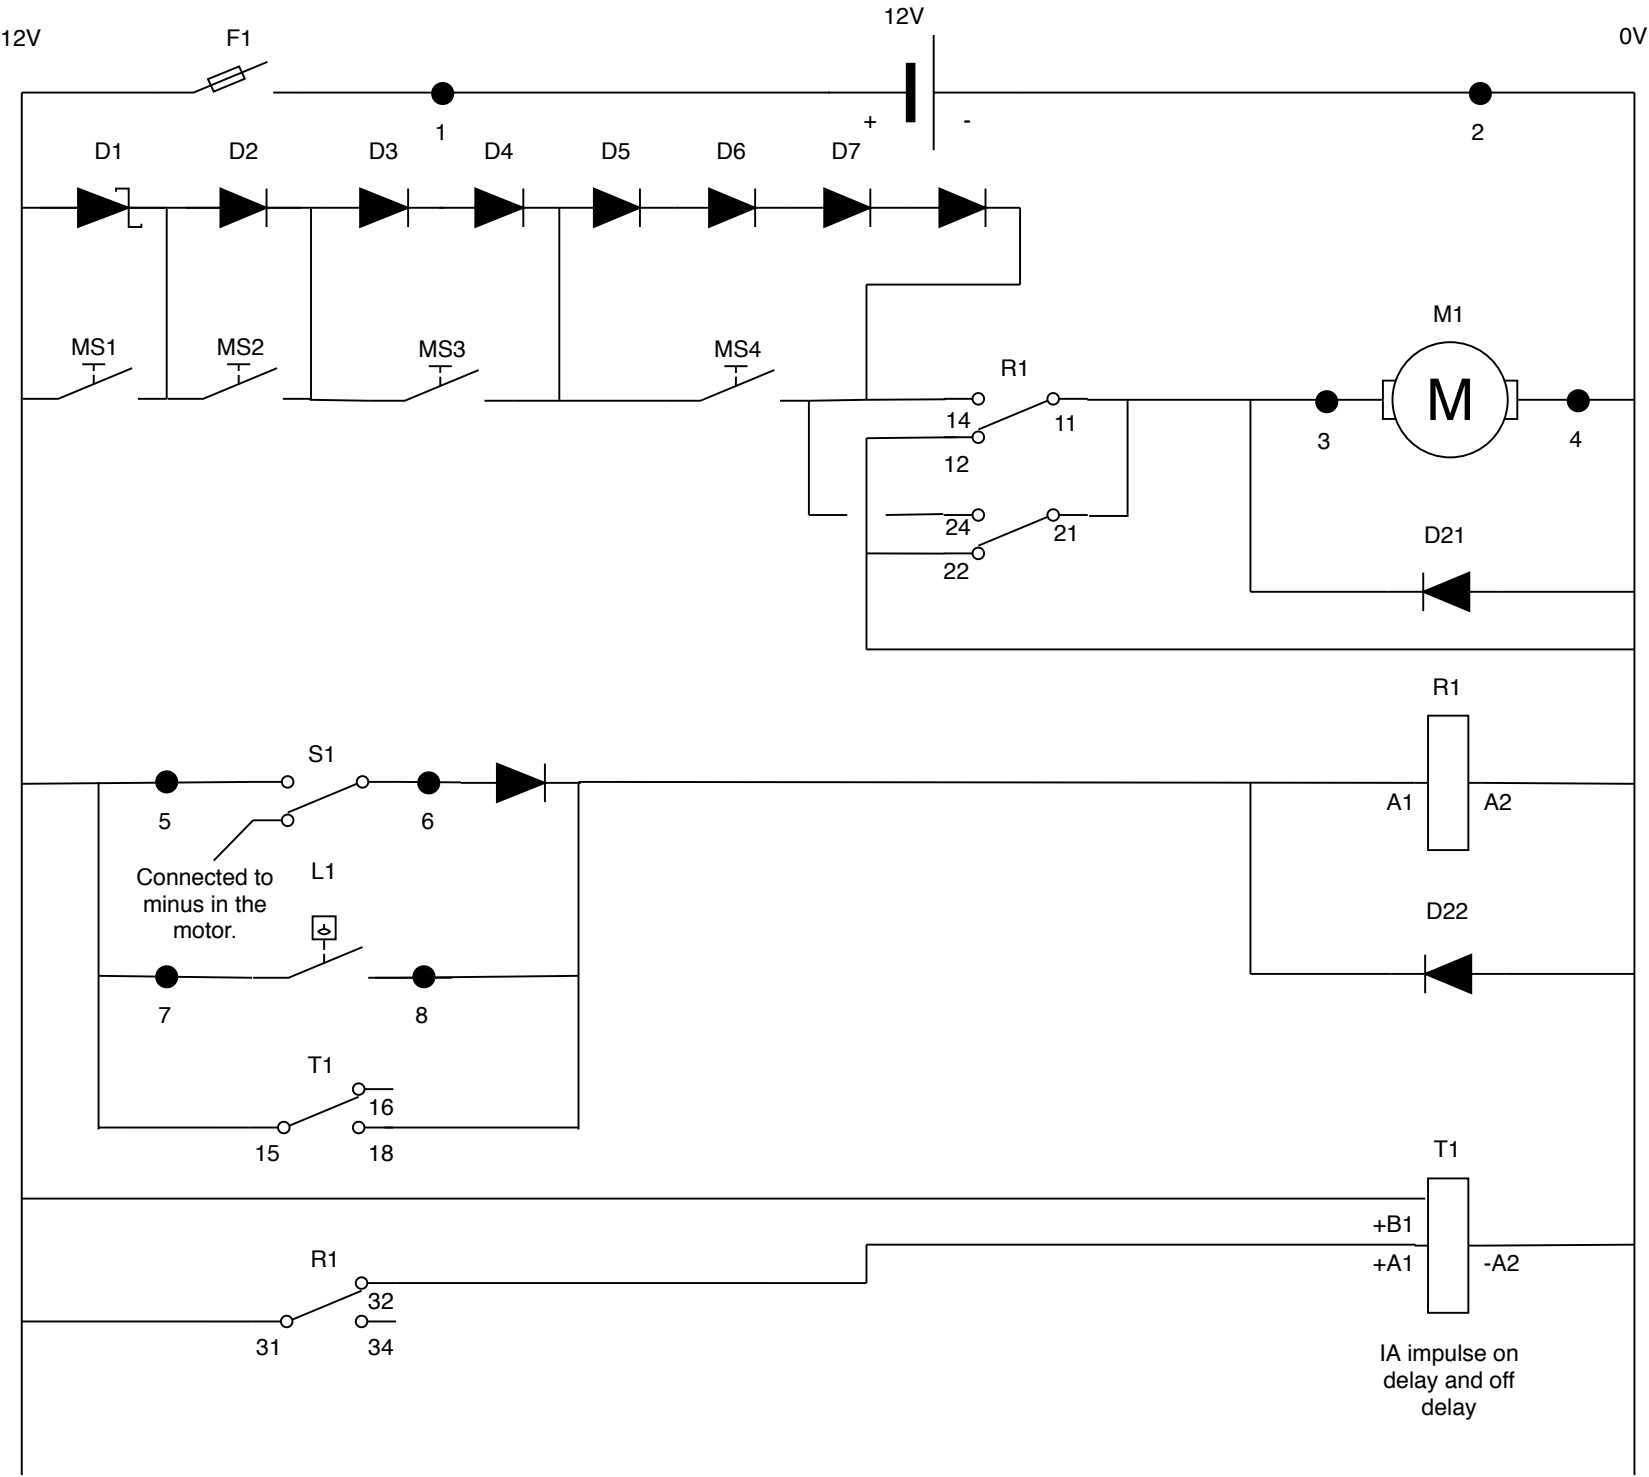 12V
F1
12V
0V
+
-
1
2
D1
D2
D3
D4
D5
D6
D7
M1
MS1
MS2
MS3
MS4
R1
M
14
11
3
4
12
24
21
D21
22
R1
S1
5
6
A1
A2
Connected to
minus in the
motor.
L1
D22
7
8
T1
16
15
18
T1
+B1
R1
+A1
-A2
32
31
34
IA impulse on
delay and off
delay